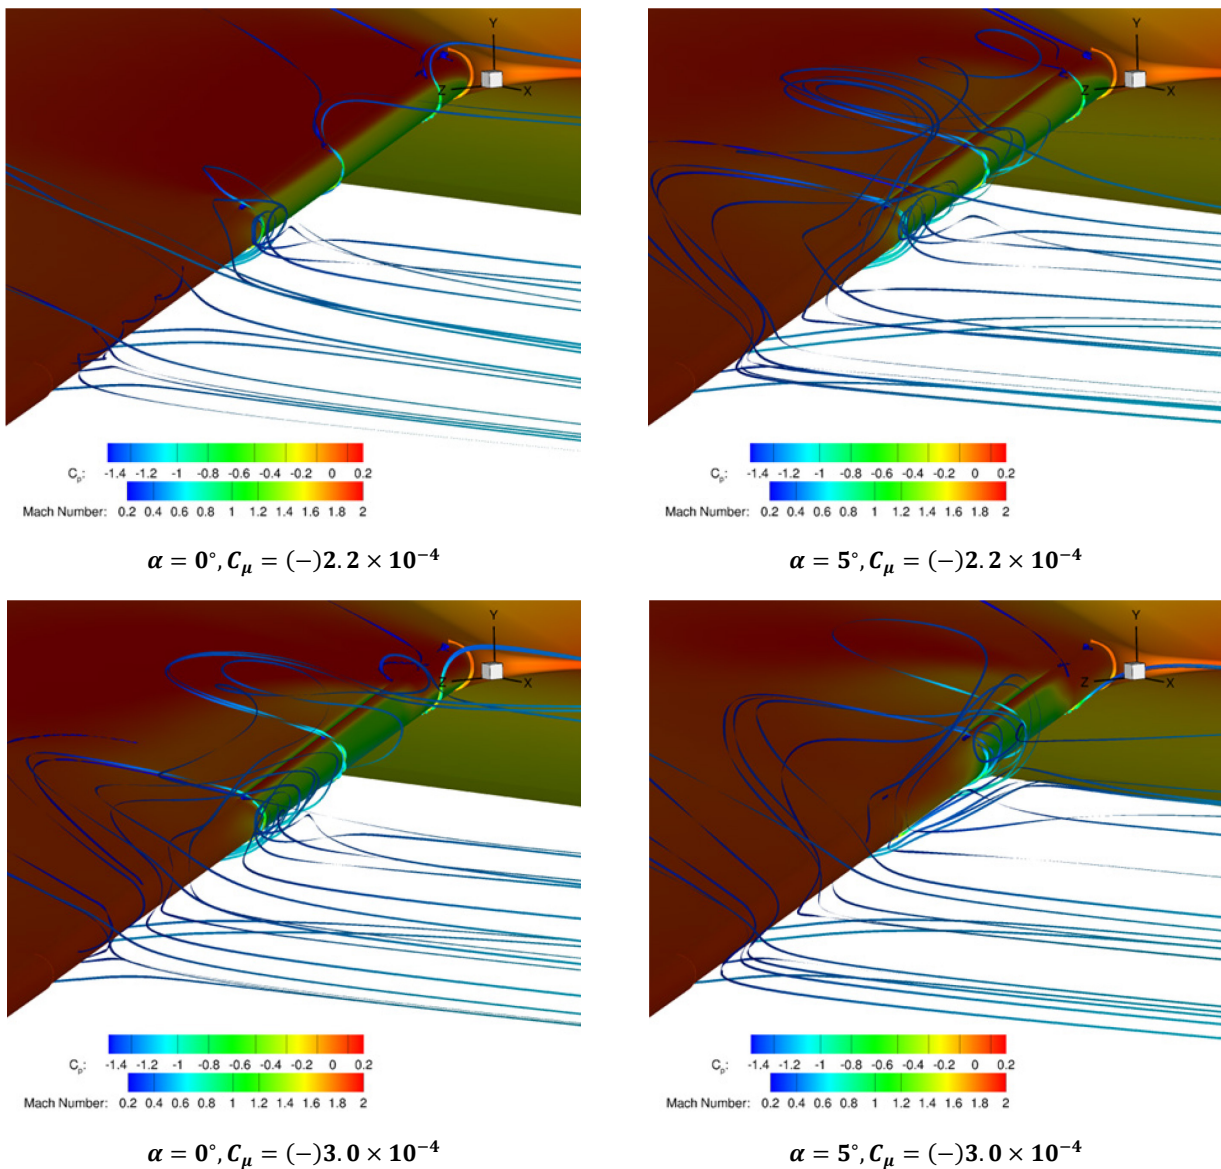 Y
Z X
Y
Z X
Cp: -1.4 -1.2 -1 -0.8 -0.6 -0.4 -0.2 0 0.2
Mach Number: 0.2 0.4 0.6 0.8 1 1.2 1.4 1.6 1.8 2
Cp: -1.4 -1.2 -1 -0.8 -0.6 -0.4 -0.2 0 0.2
Mach Number: 0.2 0.4 0.6 0.8 1 1.2 1.4 1.6 1.8 2
α = 0°, Cμ = (−)2.2 × 10⁻⁴
α = 5°, Cμ = (−)2.2 × 10⁻⁴
Y
Z X
Y
Z X
Cp: -1.4 -1.2 -1 -0.8 -0.6 -0.4 -0.2 0 0.2
Mach Number: 0.2 0.4 0.6 0.8 1 1.2 1.4 1.6 1.8 2
Cp: -1.4 -1.2 -1 -0.8 -0.6 -0.4 -0.2 0 0.2
Mach Number: 0.2 0.4 0.6 0.8 1 1.2 1.4 1.6 1.8 2
α = 0°, Cμ = (−)3.0 × 10⁻⁴
α = 5°, Cμ = (−)3.0 × 10⁻⁴